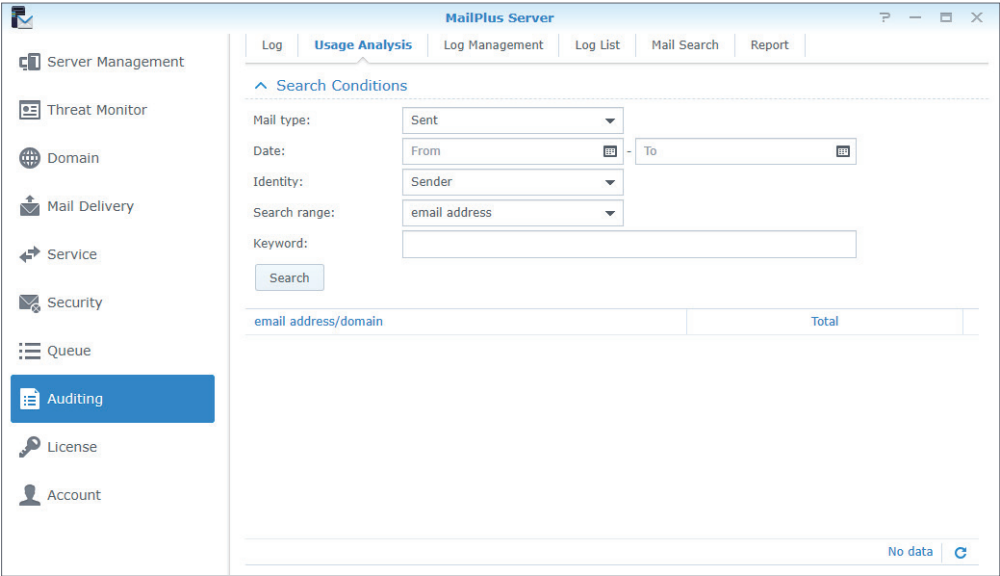 MailPlus Server
Server Management
Threat Monitor
Domain
Mail Delivery
Service
Security
Queue
Auditing
License
Account
Log Usage Analysis Log Management Log List Mail Search Report
Search Conditions
Mail type: Sent
Date: From - To
Identity: Sender
Search range: email address
Keyword:
Search
email address/domain Total
No data